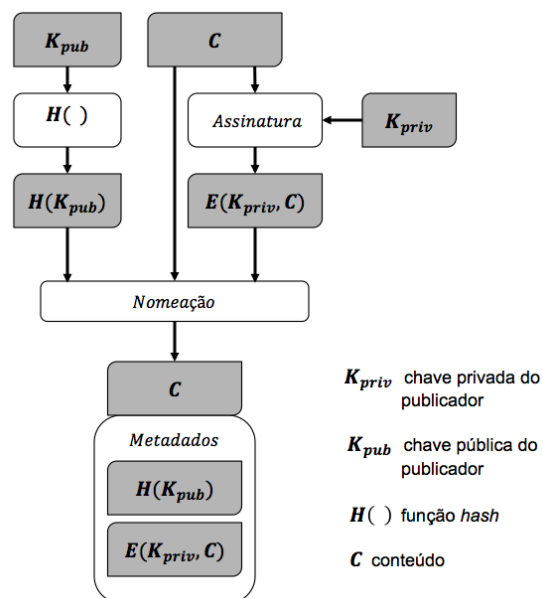 K_pub
C
H( )
Assinatura
K_priv
H(K_pub)
E(K_priv, C)
Nomeação
C
Metadados
H(K_pub)
E(K_priv, C)
K_priv chave privada do
publicador
K_pub chave pública do
publicador
H( ) função hash
C conteúdo